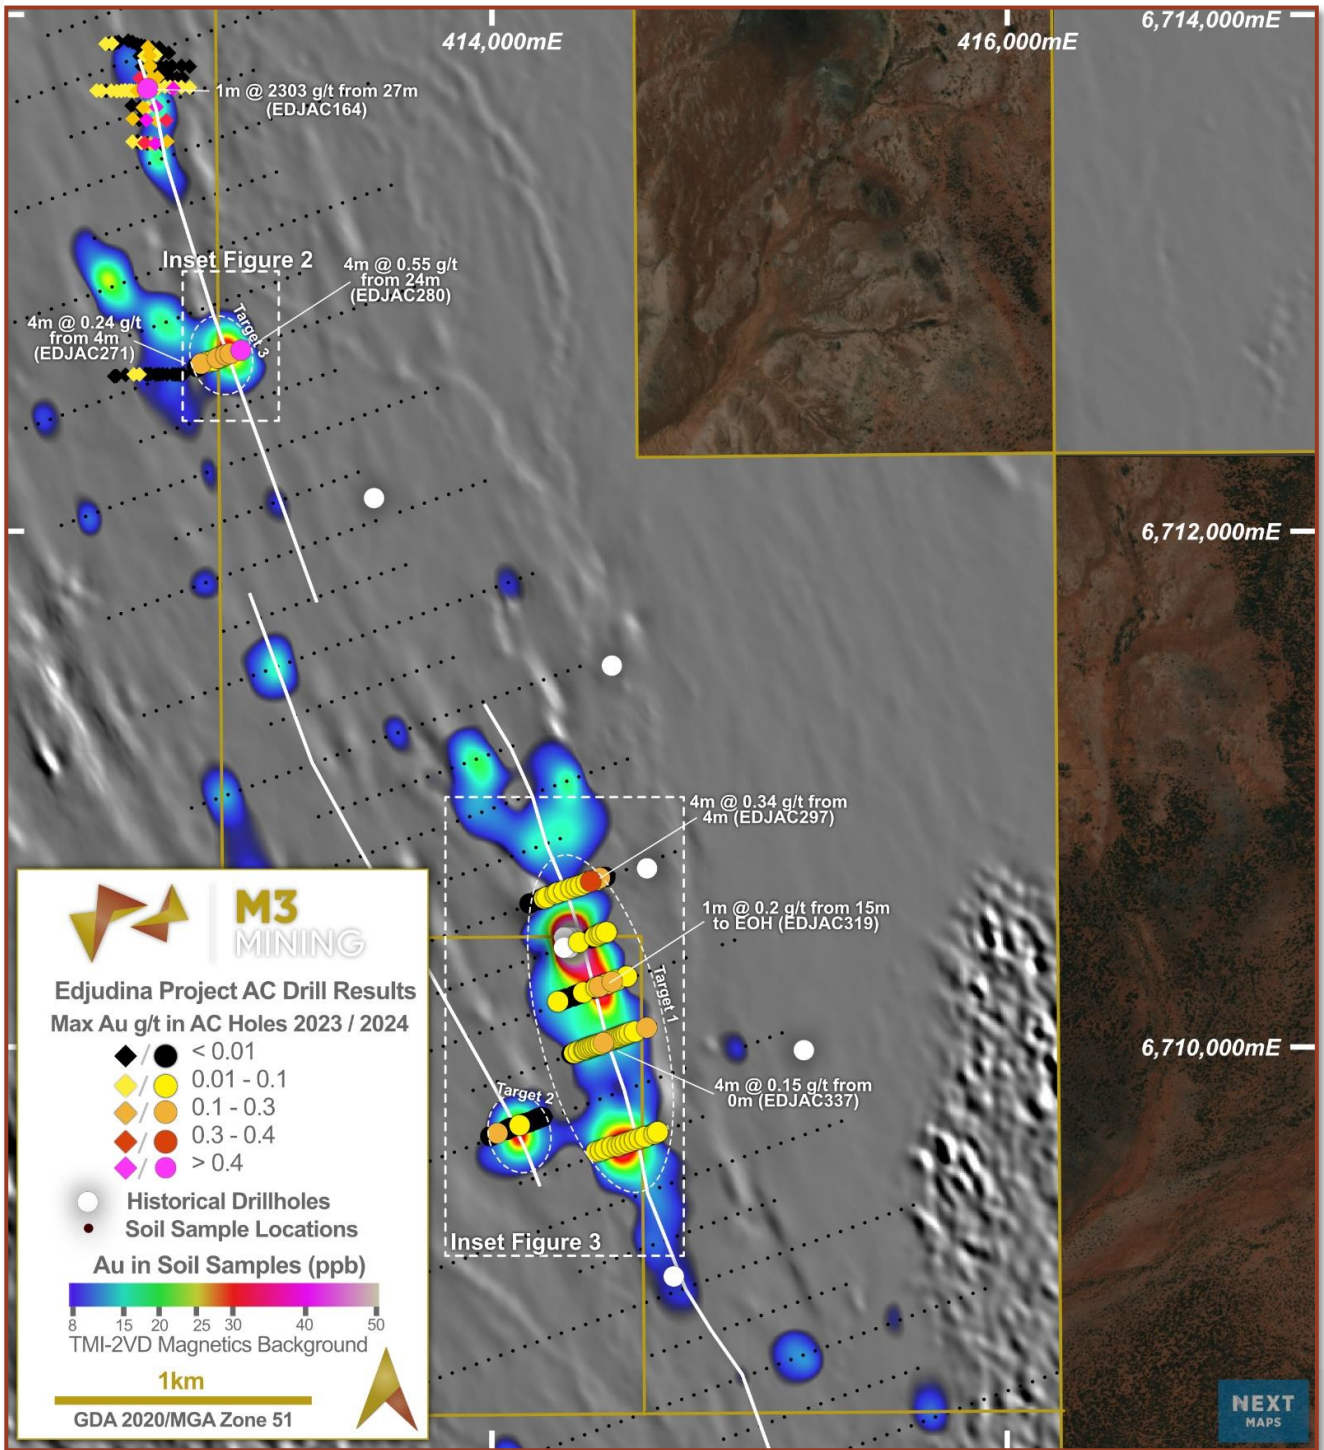 6,714,000mE
414,000mE
416,000mE
1m @ 2303 g/t from 27m
(EDJAC164)
Inset Figure 2
4m @ 0.55 g/t
from 24m
(EDJAC280)
Target 3
4m @ 0.24 g/t
from 4m
(EDJAC271)
6,712,000mE
4m @ 0.34 g/t from
4m (EDJAC297)
1m @ 0.2 g/t from 15m
to EOH (EDJAC319)
Target 1
6,710,000mE
4m @ 0.15 g/t from
0m (EDJAC337)
Target 2
Inset Figure 3
M3
MINING
Edjudina Project AC Drill Results
Max Au g/t in AC Holes 2023 / 2024
/ < 0.01
/ 0.01 - 0.1
/ 0.1 - 0.3
/ 0.3 - 0.4
/ > 0.4
Historical Drillholes
Soil Sample Locations
Au in Soil Samples (ppb)
8 15 20 25 30 40 50
TMI-2VD Magnetics Background
1km
GDA 2020/MGA Zone 51
NEXT
MAPS